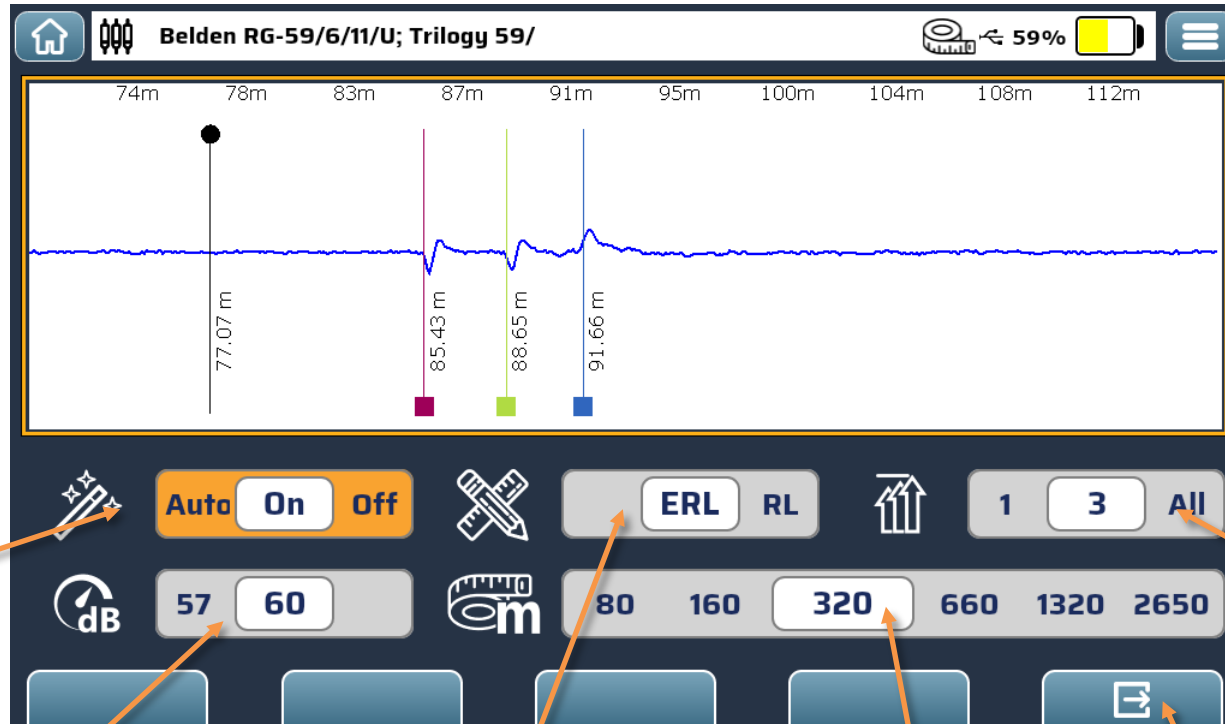 Belden RG-59/6/11/U; Trilogy 59/ 59%
74m 78m 83m 87m 91m 95m 100m 104m 108m 112m
77.07 m 85.43 m 88.65 m 91.66 m
Auto On Off ERL RL 1 3 All
dB 57 60 m 80 160 320 660 1320 2650